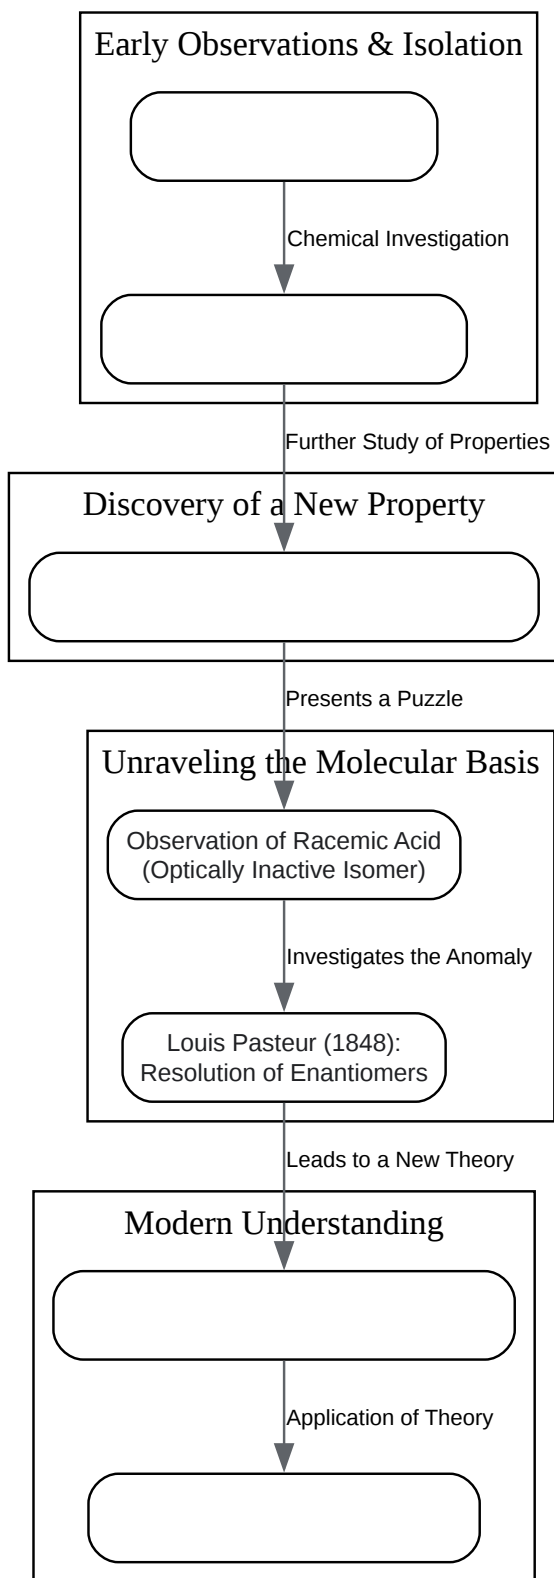 Early Observations & Isolation
Chemical Investigation
Further Study of Properties
Discovery of a New Property
Presents a Puzzle
Unraveling the Molecular Basis
Observation of Racemic Acid
(Optically Inactive Isomer)
Investigates the Anomaly
Louis Pasteur (1848):
Resolution of Enantiomers
Leads to a New Theory
Modern Understanding
Application of Theory